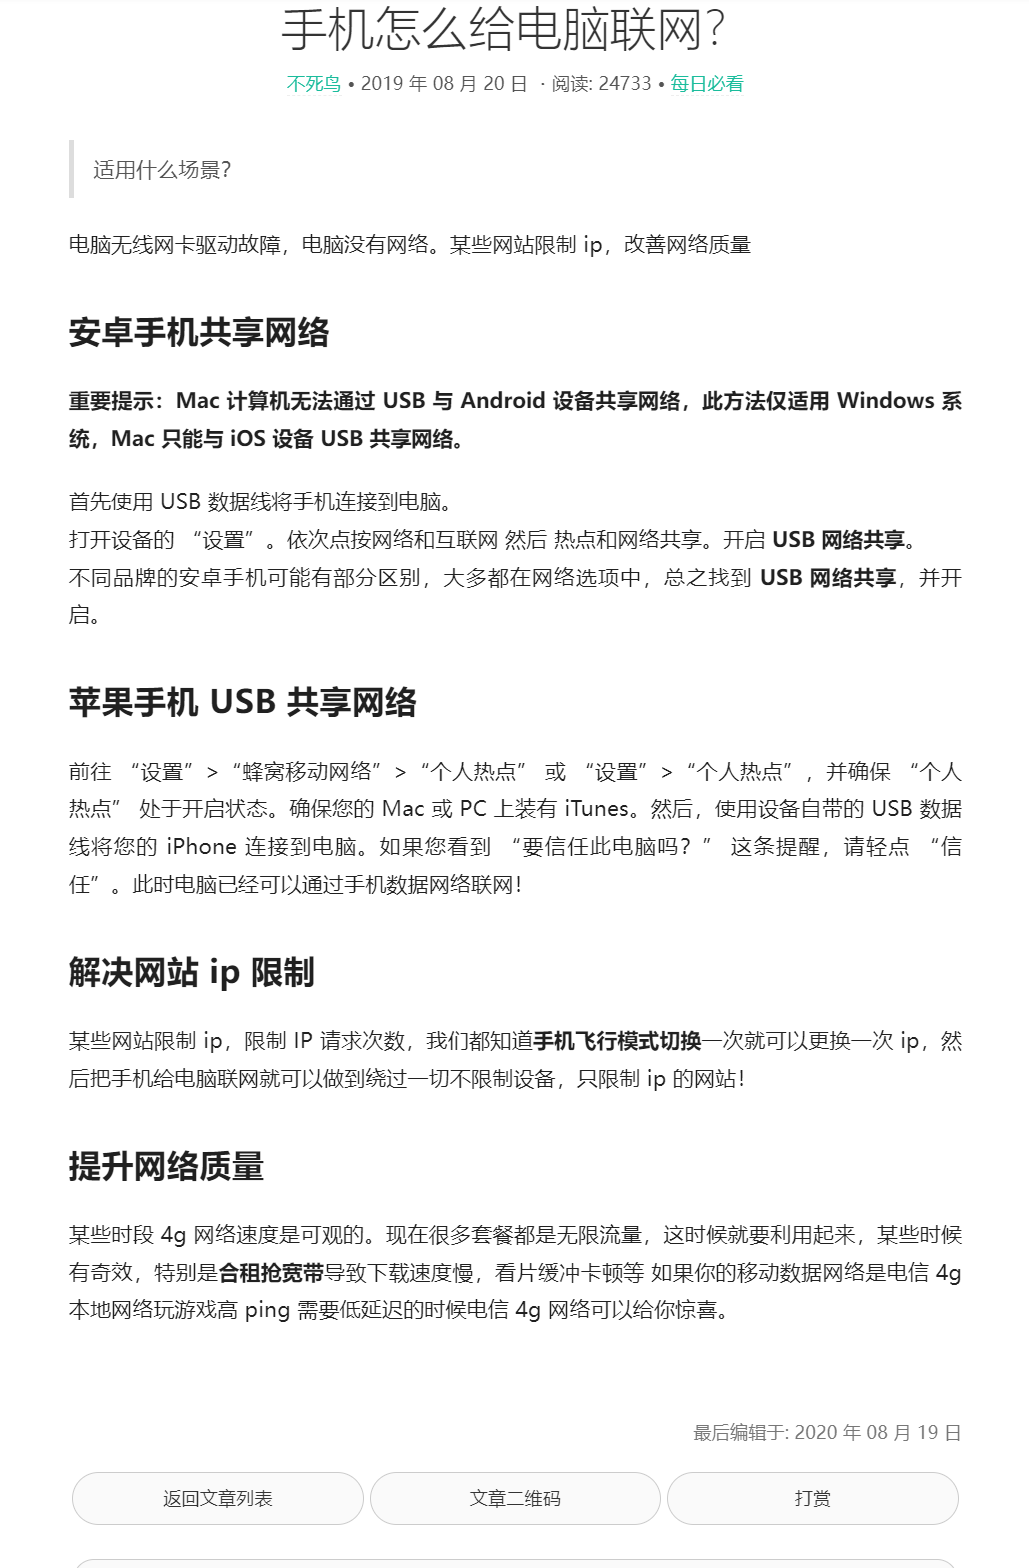 手机怎么给电脑联网？
不死鸟 • 2019 年 08 月 20 日 · 阅读: 24733 • 每日必看
适用什么场景？
电脑无线网卡驱动故障，电脑没有网络。某些网站限制 ip，改善网络质量
安卓手机共享网络
重要提示：Mac 计算机无法通过 USB 与 Android 设备共享网络，此方法仅适用 Windows 系
统，Mac 只能与 iOS 设备 USB 共享网络。
首先使用 USB 数据线将手机连接到电脑。
打开设备的 “设置” 。依次点按网络和互联网 然后 热点和网络共享。开启 USB 网络共享。
不同品牌的安卓手机可能有部分区别，大多都在网络选项中，总之找到 USB 网络共享，并开
启。
苹果手机 USB 共享网络
前往 “设置” > “蜂窝移动网络” > “个人热点” 或 “设置” > “个人热点” ，并确保 “个人
热点” 处于开启状态。确保您的 Mac 或 PC 上装有 iTunes。然后，使用设备自带的 USB 数据
线将您的 iPhone 连接到电脑。如果您看到 “要信任此电脑吗？” 这条提醒，请轻点 “信
任” 。此时电脑已经可以通过手机数据网络联网！
解决网站 ip 限制
某些网站限制 ip，限制 IP 请求次数，我们都知道手机飞行模式切换一次就可以更换一次 ip，然
后把手机给电脑联网就可以做到绕过一切不限制设备，只限制 ip 的网站！
提升网络质量
某些时段 4g 网络速度是可观的。现在很多套餐都是无限流量，这时候就要利用起来，某些时候
有奇效，特别是合租抢宽带导致下载速度慢，看片缓冲卡顿等 如果你的移动数据网络是电信 4g
本地网络玩游戏高 ping 需要低延迟的时候电信 4g 网络可以给你惊喜。
最后编辑于: 2020 年 08 月 19 日
返回文章列表 文章二维码 打赏